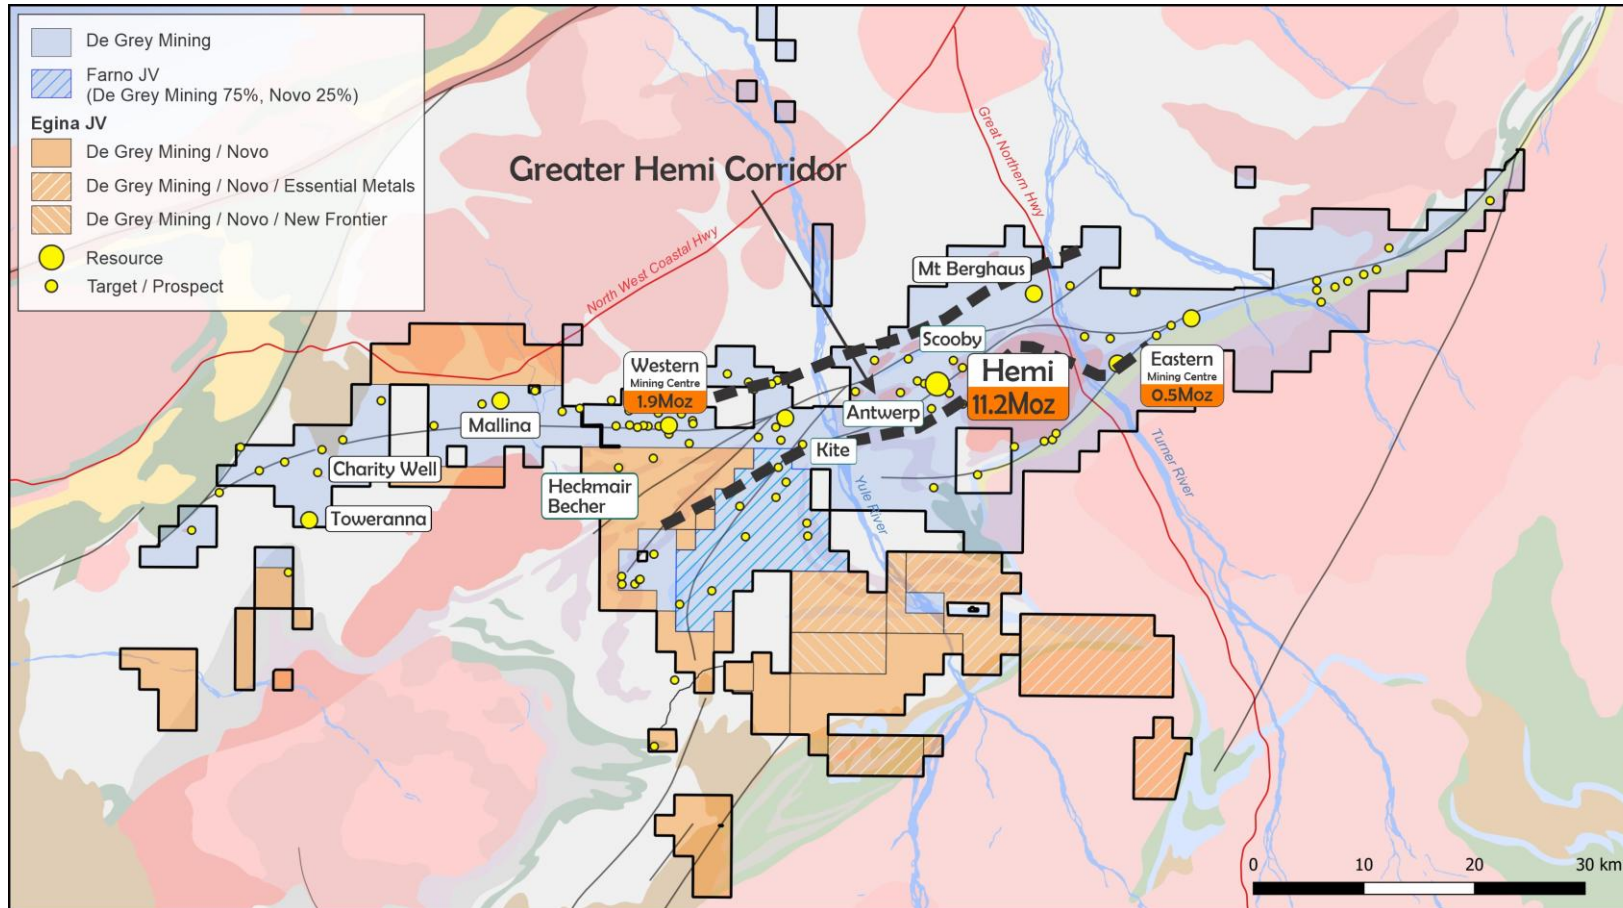 De Grey Mining
Farno JV
(De Grey Mining 75%, Novo 25%)
Egina JV
De Grey Mining / Novo
De Grey Mining / Novo / Essential Metals
De Grey Mining / Novo / New Frontier
Resource
Target / Prospect
Greater Hemi Corridor
North West Coastal Hwy
Great Northern Hwy
Mt Berghaus
Scooby
Western
Mining Centre
1.9Moz
Hemi
11.2Moz
Eastern
Mining Centre
0.5Moz
Antwerp
Mallina
Kite
Charity Well
Heckmair
Becher
Toweranna
Yule River
Turner River
0 10 20 30 km